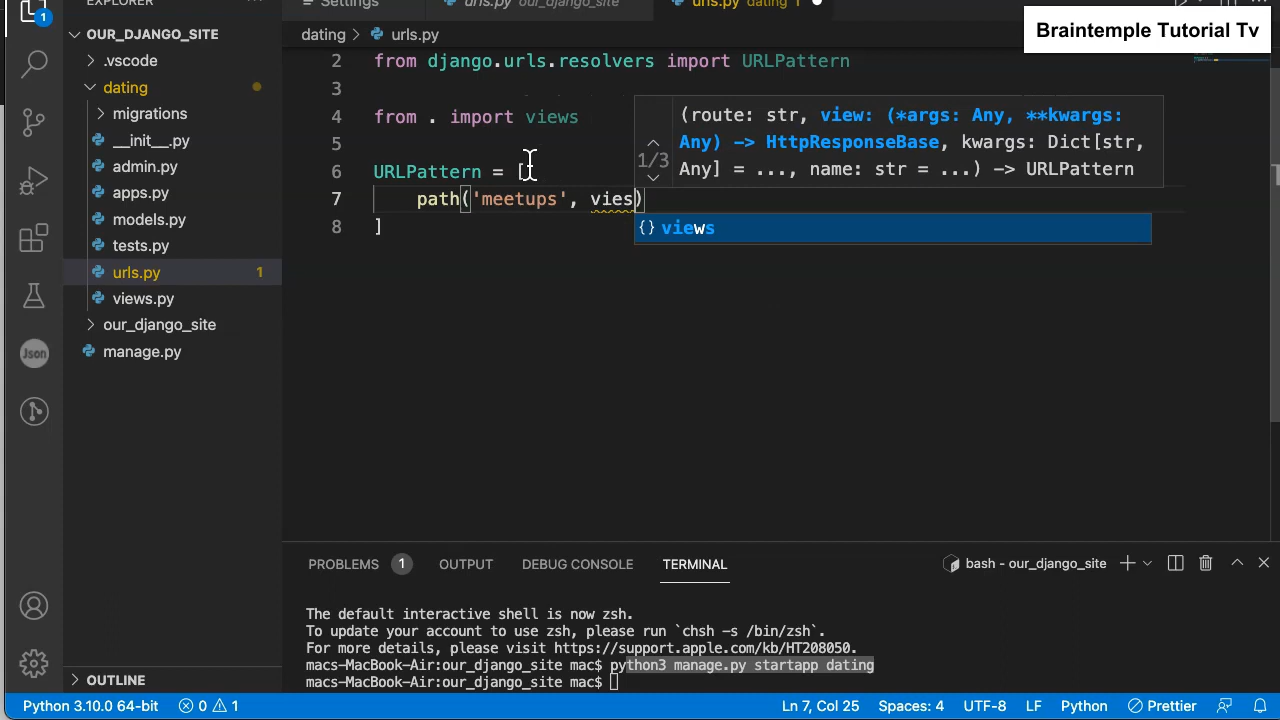 EXPLORER
Settings
urls.py our_django_site
urls.py dating 1
Braintemple Tutorial Tv
1
OUR_DJANGO_SITE
dating > urls.py
.vscode
dating
migrations
__init__.py
admin.py
apps.py
models.py
tests.py
urls.py 1
views.py
our_django_site
manage.py
2 from django.urls.resolvers import URLPattern
3
4 from . import views
5
6 URLPattern = [
7 path('meetups', vies)
8 ]
1/3
(route: str, view: (*args: Any, **kwargs:
Any) -> HttpResponseBase, kwargs: Dict[str,
Any] = ..., name: str = ...) -> URLPattern
{} views
Json
PROBLEMS 1 OUTPUT DEBUG CONSOLE TERMINAL
bash - our_django_site
The default interactive shell is now zsh.
To update your account to use zsh, please run `chsh -s /bin/zsh`.
For more details, please visit https://support.apple.com/kb/HT208050.
macs-MacBook-Air:our_django_site mac$ python3 manage.py startapp dating
macs-MacBook-Air:our_django_site mac$
OUTLINE
Python 3.10.0 64-bit 0 1 Ln 7, Col 25 Spaces: 4 UTF-8 LF Python Prettier